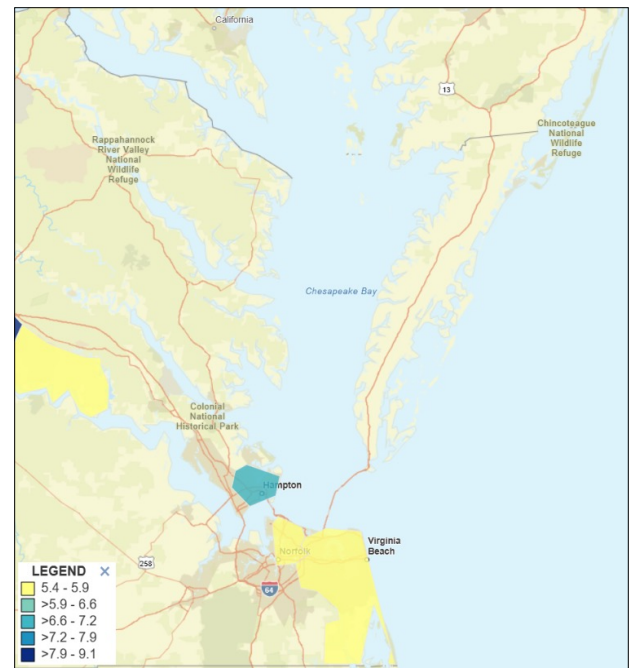 California
13
Chincoteague
National
Wildlife
Refuge
Rappahannock
River Valley
National
Wildlife
Refuge
Chesapeake Bay
Colonial
National
Historical Park
Hampton
Virginia
Beach
Norfolk
258
64
LEGEND ×
5.4 - 5.9
>5.9 - 6.6
>6.6 - 7.2
>7.2 - 7.9
>7.9 - 9.1